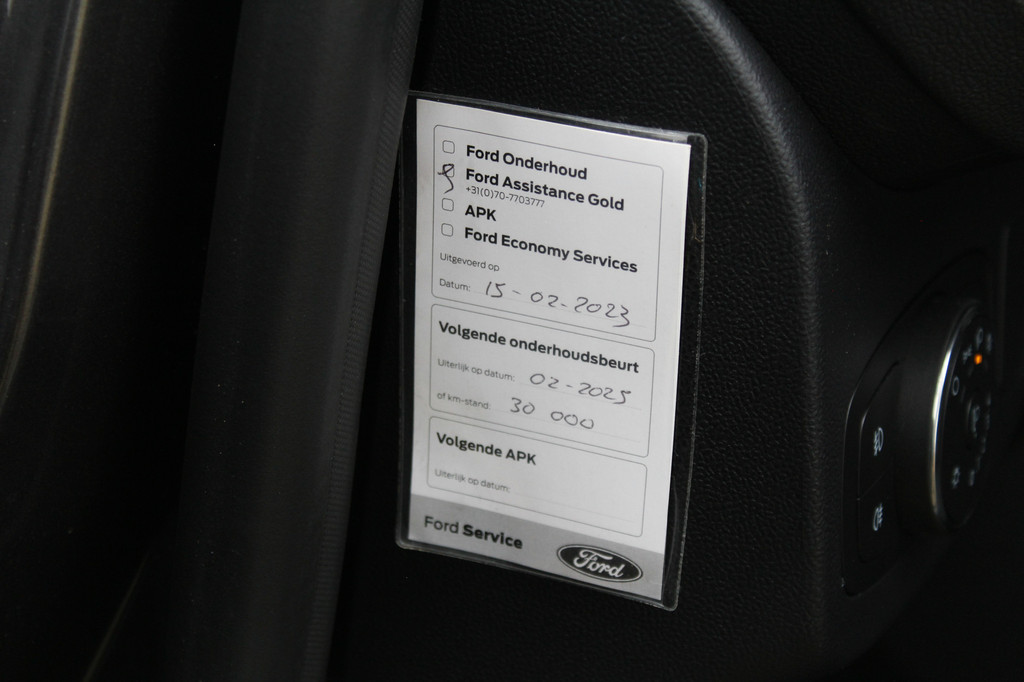 Ford Onderhoud
Ford Assistance Gold
+31(0)70-7703777
APK
Ford Economy Services
Uitgevoerd op
Datum: 15-02-2023
Volgende onderhoudsbeurt
Uiterlijk op datum: 02-2025
of km-stand: 30 000
Volgende APK
Uiterlijk op datum:
Ford Service
Ford